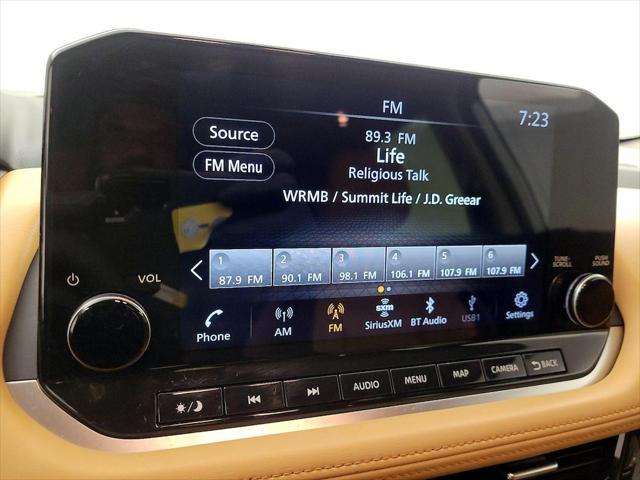 FM
7:23
Source
89.3 FM
Life
FM Menu
Religious Talk
WRMB / Summit Life / J.D. Greear
1 2 3 4 5 6
87.9 FM 90.1 FM 98.1 FM 106.1 FM 107.9 FM 107.9 FM
VOL
TUNE-
SCROLL
PUSH
SOUND
Phone AM FM SiriusXM BT Audio USB1 Settings
sxm
AUDIO MENU MAP CAMERA BACK